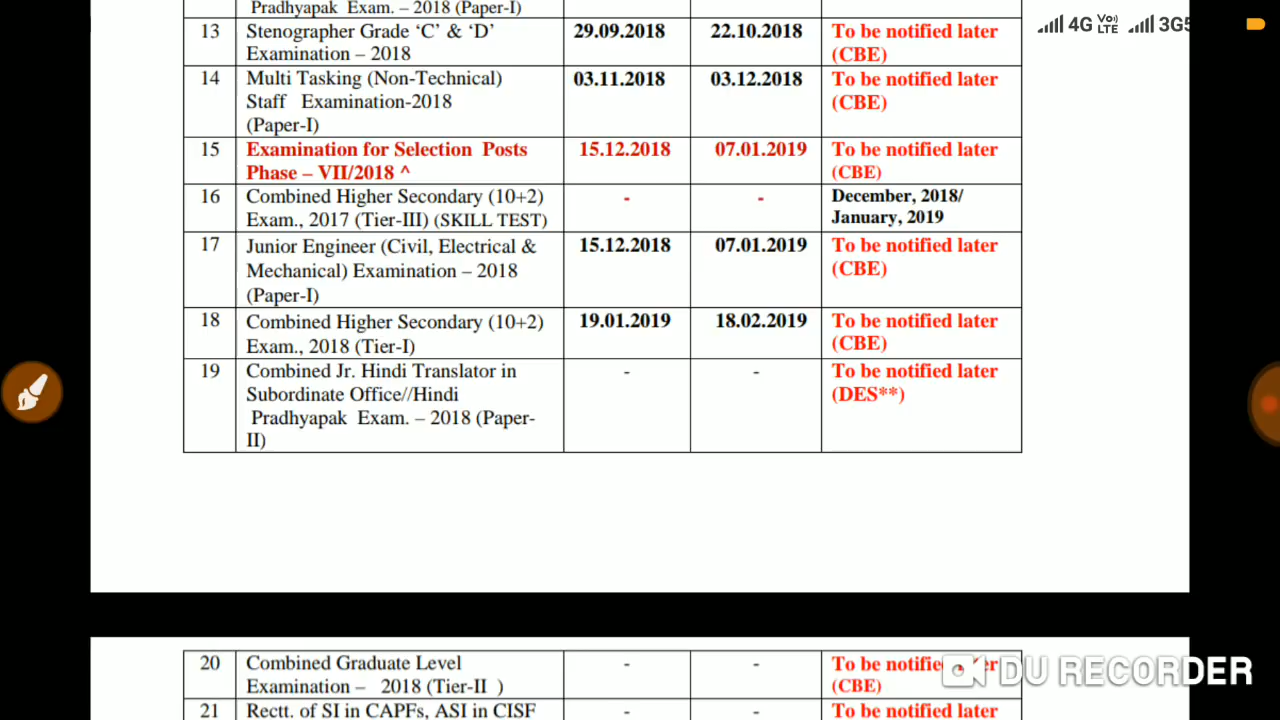 Pradhyapak Exam. – 2018 (Paper-I)
4G VoLTE 3G
13 Stenographer Grade ‘C’ & ‘D’ 29.09.2018 22.10.2018 To be notified later
Examination – 2018 (CBE)
14 Multi Tasking (Non-Technical) 03.11.2018 03.12.2018 To be notified later
Staff Examination-2018 (CBE)
(Paper-I)
15 Examination for Selection Posts 15.12.2018 07.01.2019 To be notified later
Phase – VII/2018 ^ (CBE)
16 Combined Higher Secondary (10+2) - - December, 2018/
Exam., 2017 (Tier-III) (SKILL TEST) January, 2019
17 Junior Engineer (Civil, Electrical & 15.12.2018 07.01.2019 To be notified later
Mechanical) Examination – 2018 (CBE)
(Paper-I)
18 Combined Higher Secondary (10+2) 19.01.2019 18.02.2019 To be notified later
Exam., 2018 (Tier-I) (CBE)
19 Combined Jr. Hindi Translator in - - To be notified later
Subordinate Office//Hindi (DES**)
Pradhyapak Exam. – 2018 (Paper-
II)
20 Combined Graduate Level - - To be notified later
Examination – 2018 (Tier-II ) (CBE)
DU RECORDER
21 Rectt. of SI in CAPFs, ASI in CISF - - To be notified later